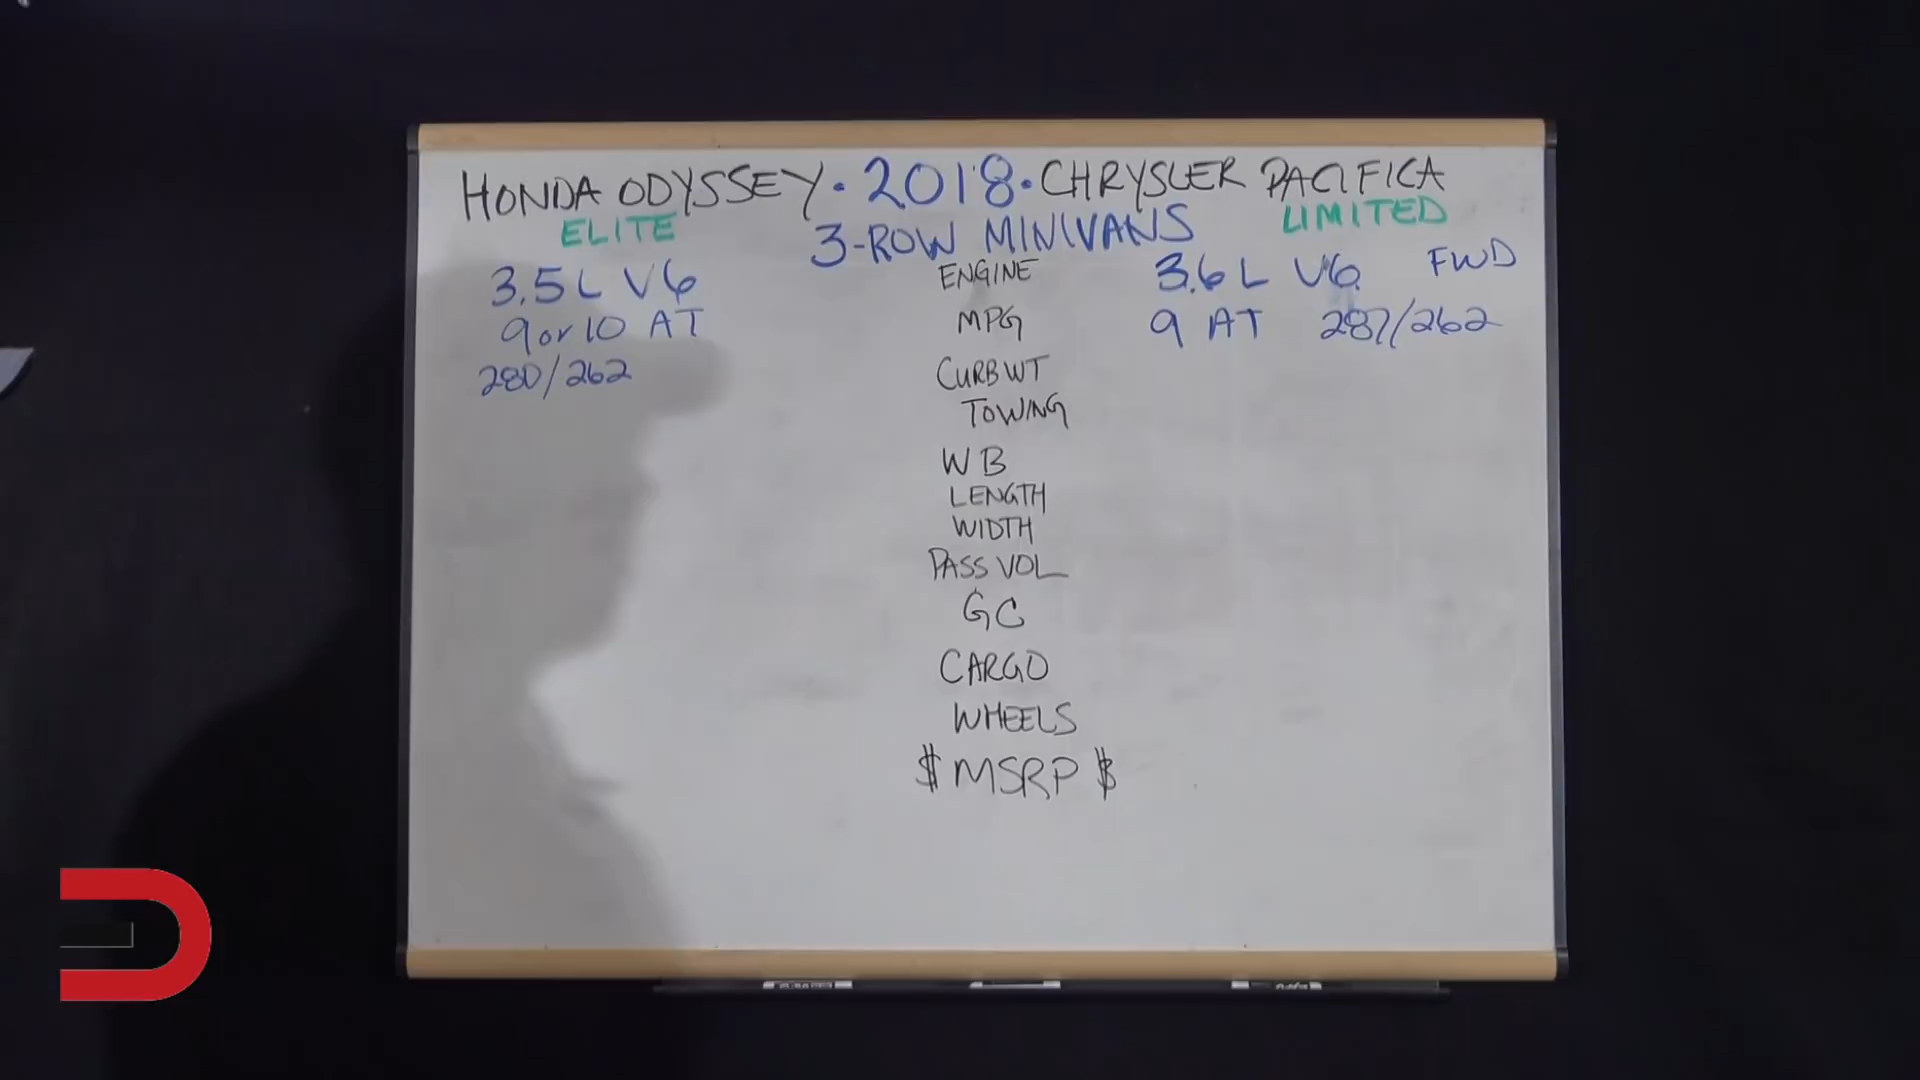 HONDA ODYSSEY · 2018 · CHRYSLER PACIFICA
ELITE 3-ROW MINIVANS LIMITED
3.5L V6 ENGINE 3.6L V6 FWD
9 or 10 AT MPG 9 AT 287/262
280/262 CURB WT
TOWING
WB
LENGTH
WIDTH
PASS VOL
GC
CARGO
WHEELS
$ MSRP $